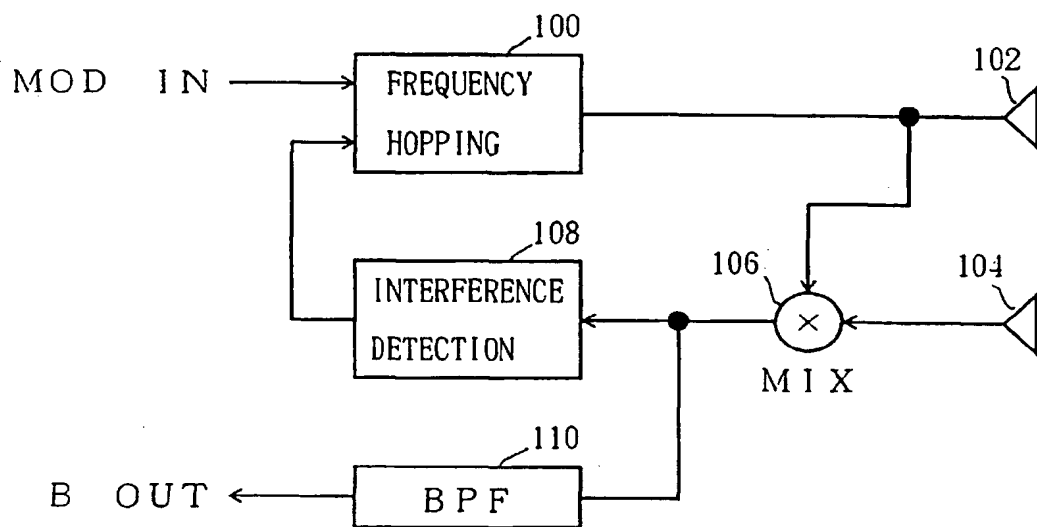 100
MOD IN
FREQUENCY
HOPPING
102
108
INTERFERENCE
DETECTION
106
×
MIX
104
110
BPF
B OUT